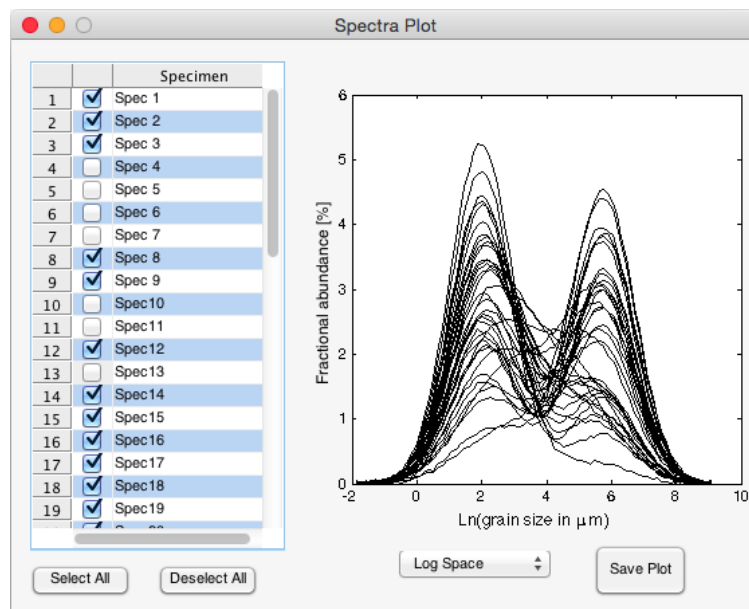 Spectra Plot
Specimen
1 Spec 1
2 Spec 2
3 Spec 3
4 Spec 4
5 Spec 5
6 Spec 6
7 Spec 7
8 Spec 8
9 Spec 9
10 Spec10
11 Spec11
12 Spec12
13 Spec13
14 Spec14
15 Spec15
16 Spec16
17 Spec17
18 Spec18
19 Spec19
Select All
Deselect All
6
5
4
3
2
1
0
Fractional abundance [%]
-2 0 2 4 6 8 10
Ln(grain size in μm)
Log Space
Save Plot